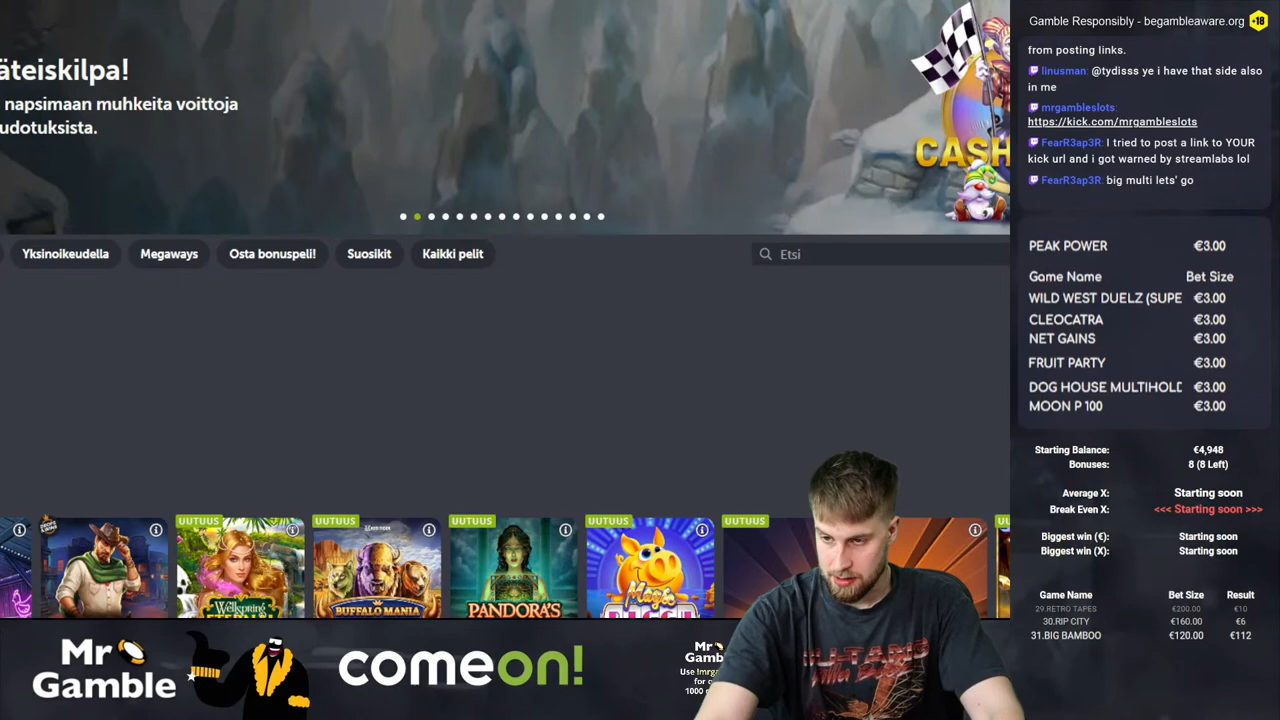 äteiskilpa!
napsimaan muhkeita voittoja
udotuksista.
CASH
Yksinoikeudella
Megaways
Osta bonuspeli!
Suosikit
Kaikki pelit
Etsi
UUTUUS
UUTUUS
UUTUUS
UUTUUS
UUTUUS
Wellspring
BUFFALO MANIA
PANDORA'S
Magic
Mr
Gamble
comeon!
Mr
Gamb
Use !mrga
for
1000
Gamble Responsibly - begambleaware.org +18
from posting links.
linusman: @tydisss ye i have that side also
in me
mrgambleslots:
https://kick.com/mrgambleslots
FearR3ap3R: I tried to post a link to YOUR
kick url and i got warned by streamlabs lol
FearR3ap3R: big multi lets' go
PEAK POWER €3.00
Game Name Bet Size
WILD WEST DUELZ (SUPE €3.00
CLEOCATRA €3.00
NET GAINS €3.00
FRUIT PARTY €3.00
DOG HOUSE MULTIHOLD €3.00
MOON P 100 €3.00
Starting Balance: €4,948
Bonuses: 8 (8 Left)
Average X: Starting soon
Break Even X: <<< Starting soon >>>
Biggest win (€): Starting soon
Biggest win (X): Starting soon
Game Name Bet Size Result
29.RETRO TAPES €200.00 €10
30.RIP CITY €160.00 €6
31.BIG BAMBOO €120.00 €112